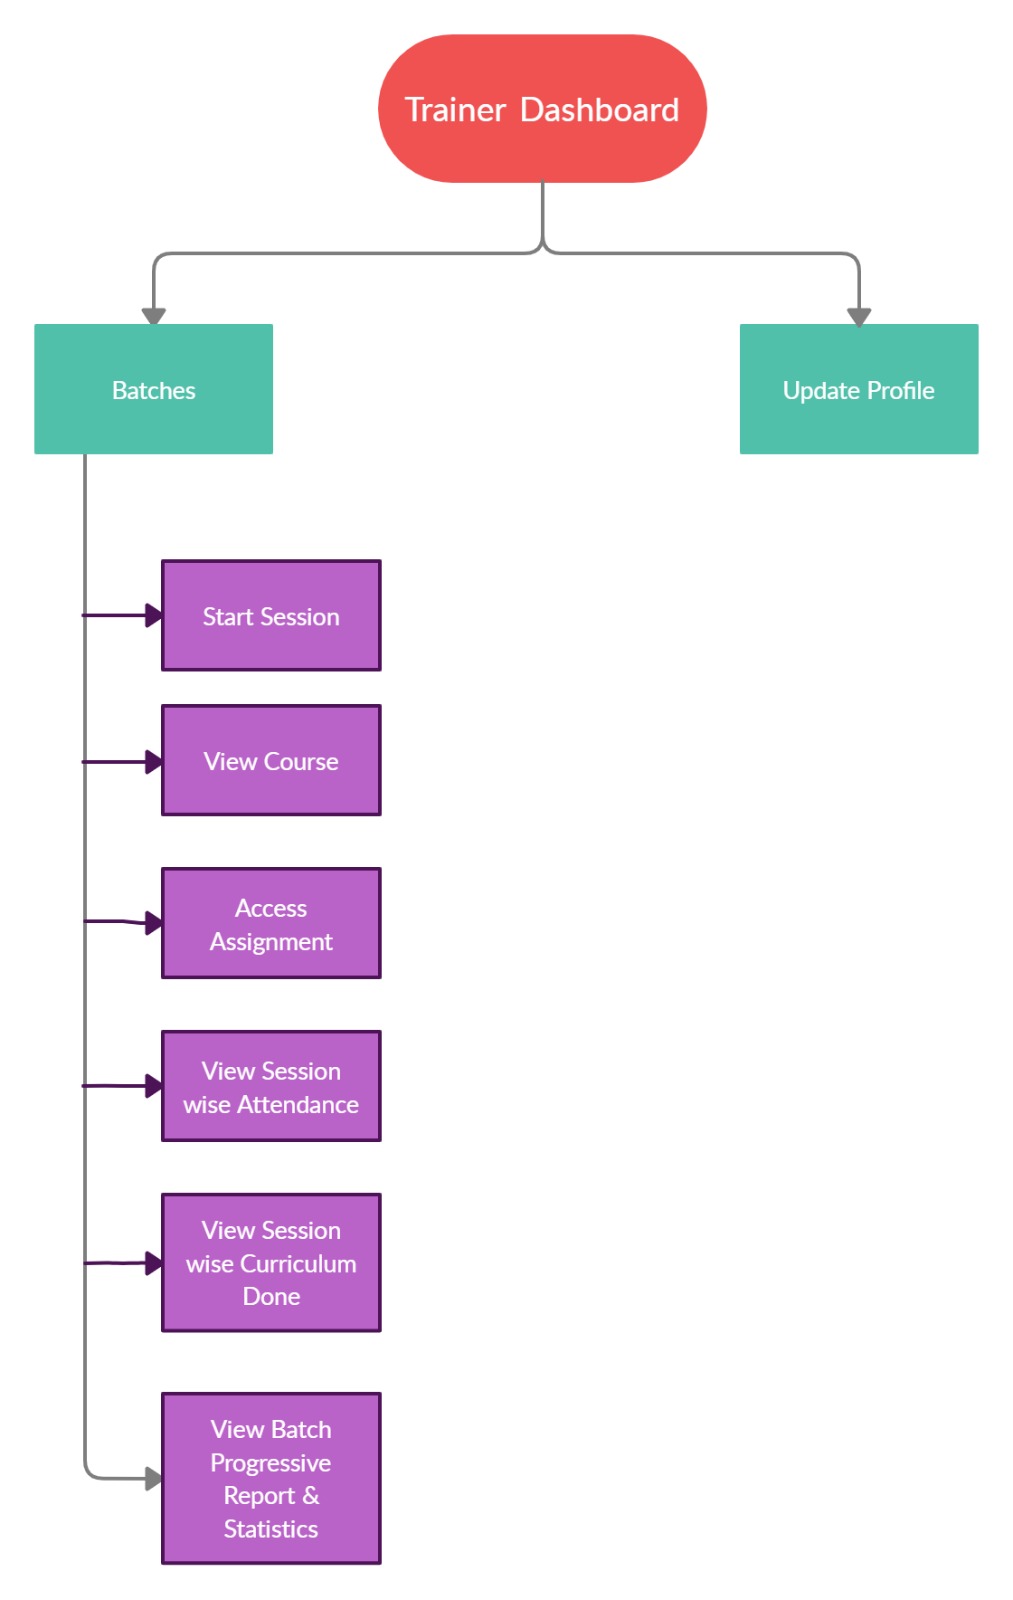 Trainer Dashboard
Batches
Update Profile
Start Session
View Course
Access
Assignment
View Session
wise Attendance
View Session
wise Curriculum
Done
View Batch
Progressive
Report &
Statistics